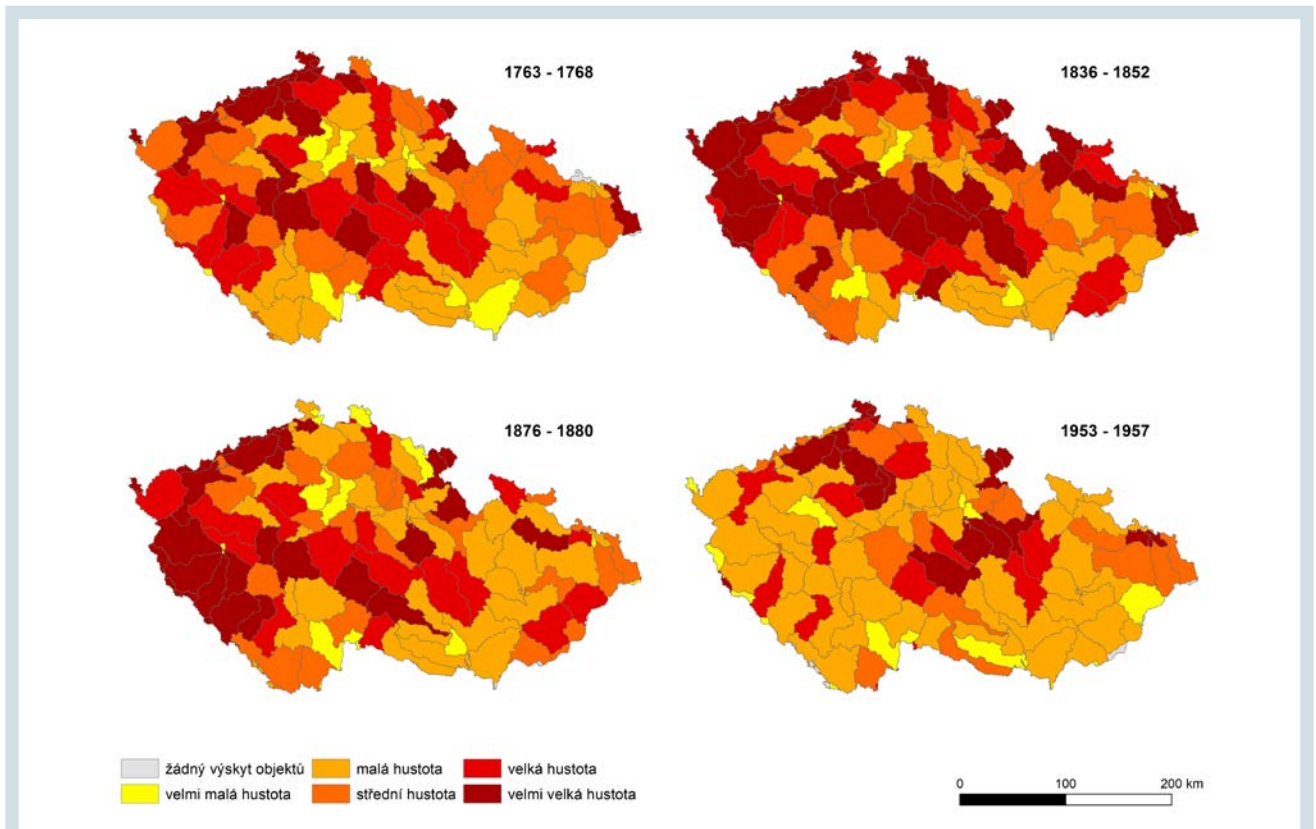 1763 - 1768
1836 - 1852
1876 - 1880
1953 - 1957
žádný výskyt objektů
malá hustota
velká hustota
velmi malá hustota
střední hustota
velmi velká hustota
0 100 200 km